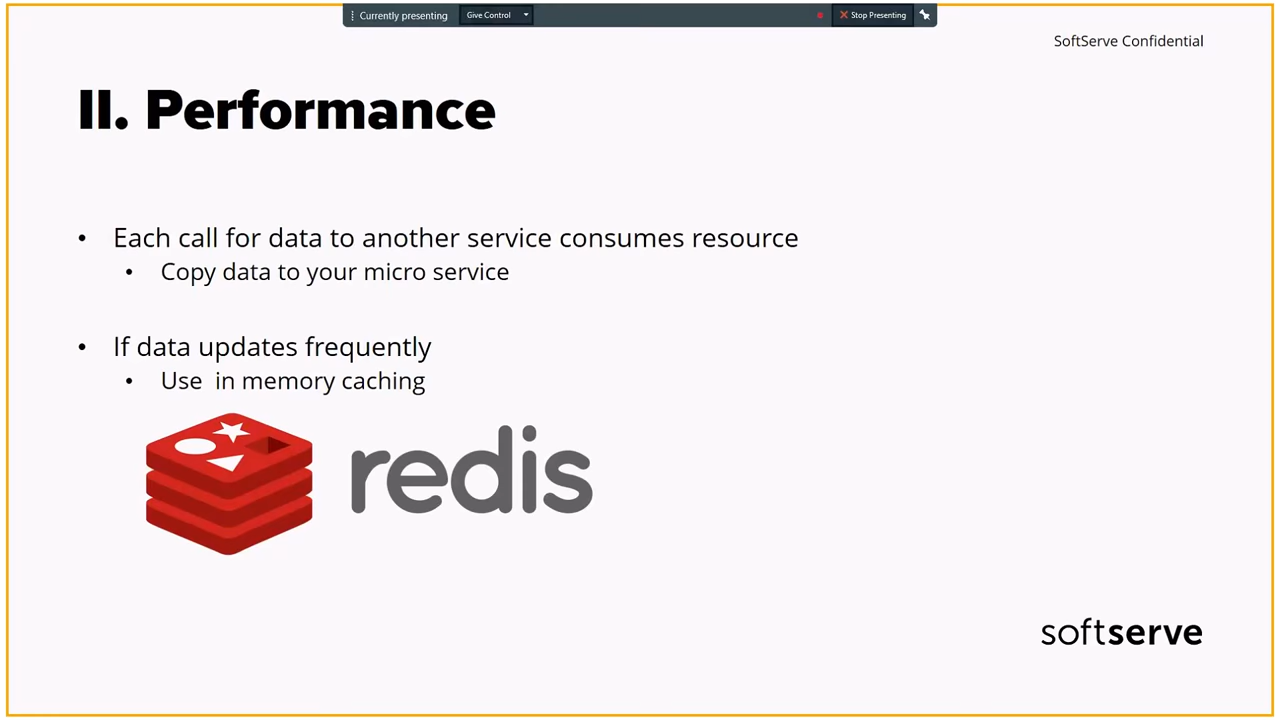 Currently presenting
Give Control
Stop Presenting
SoftServe Confidential
II. Performance
• Each call for data to another service consumes resource
• Copy data to your micro service
• If data updates frequently
• Use  in memory caching
redis
softserve